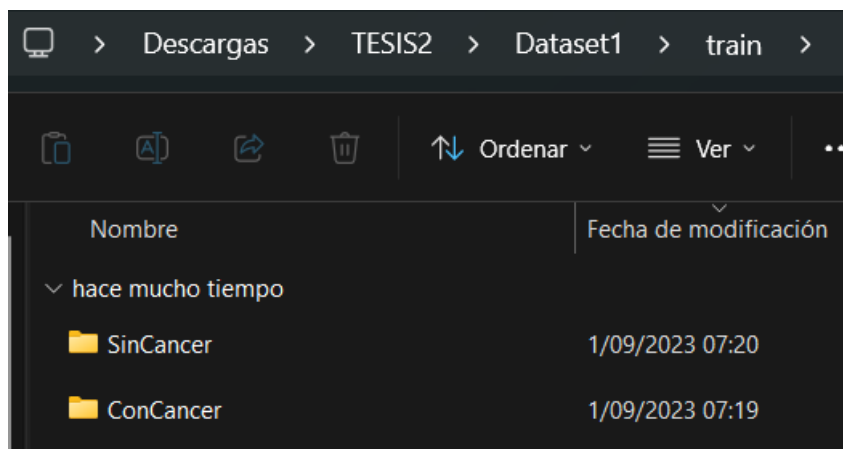 > Descargas > TESIS2 > Dataset1 > train >
Ordenar Ver
Nombre Fecha de modificación
hace mucho tiempo
SinCancer 1/09/2023 07:20
ConCancer 1/09/2023 07:19